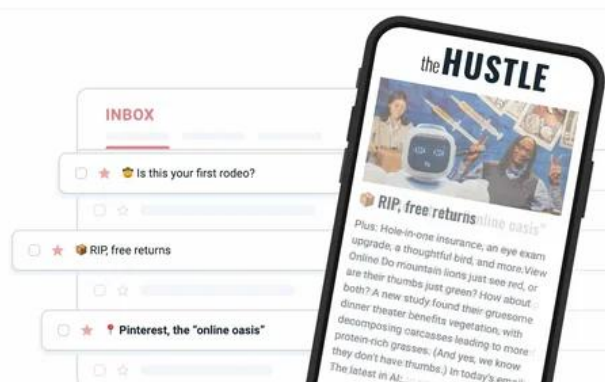 INBOX
🤠 Is this your first rodeo?
📦 RIP, free returns
📍 Pinterest, the "online oasis"
the HUSTLE
📦 RIP, free returns
online oasis"
Plus: Hole-in-one insurance, an eye exam
upgrade, a thoughtful bird, and more.View
Online Do mountain lions just see red, or
are their thumbs just green? How about
both? A new study found their gruesome
dinner theater benefits vegetation, with
decomposing carcasses leading to more
protein-rich grasses. (And yes, we know
they don't have thumbs.) In today's email
The latest in AI: